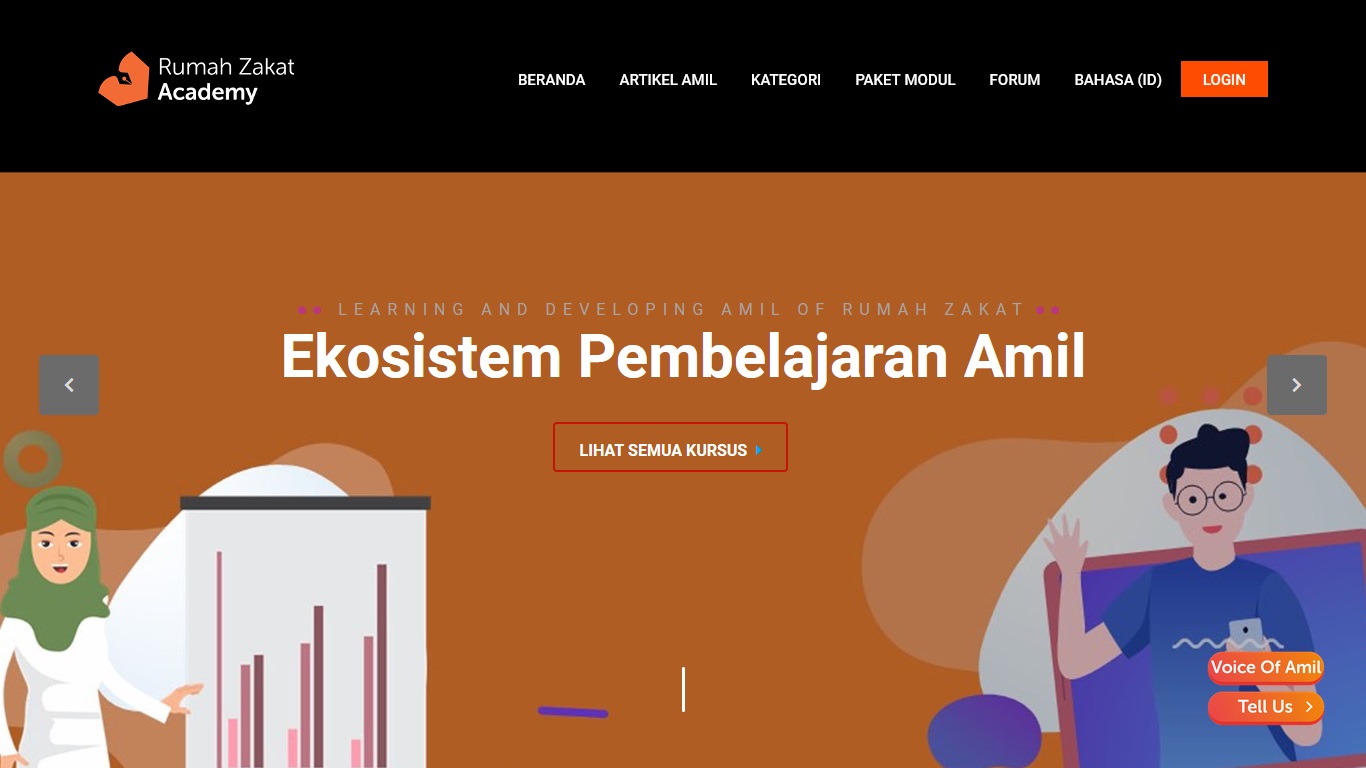 Rumah Zakat
Academy
BERANDA
ARTIKEL AMIL
KATEGORI
PAKET MODUL
FORUM
BAHASA (ID)
LOGIN
LEARNING AND DEVELOPING AMIL OF RUMAH ZAKAT
Ekosistem Pembelajaran Amil
LIHAT SEMUA KURSUS
Voice Of Amil
Tell Us